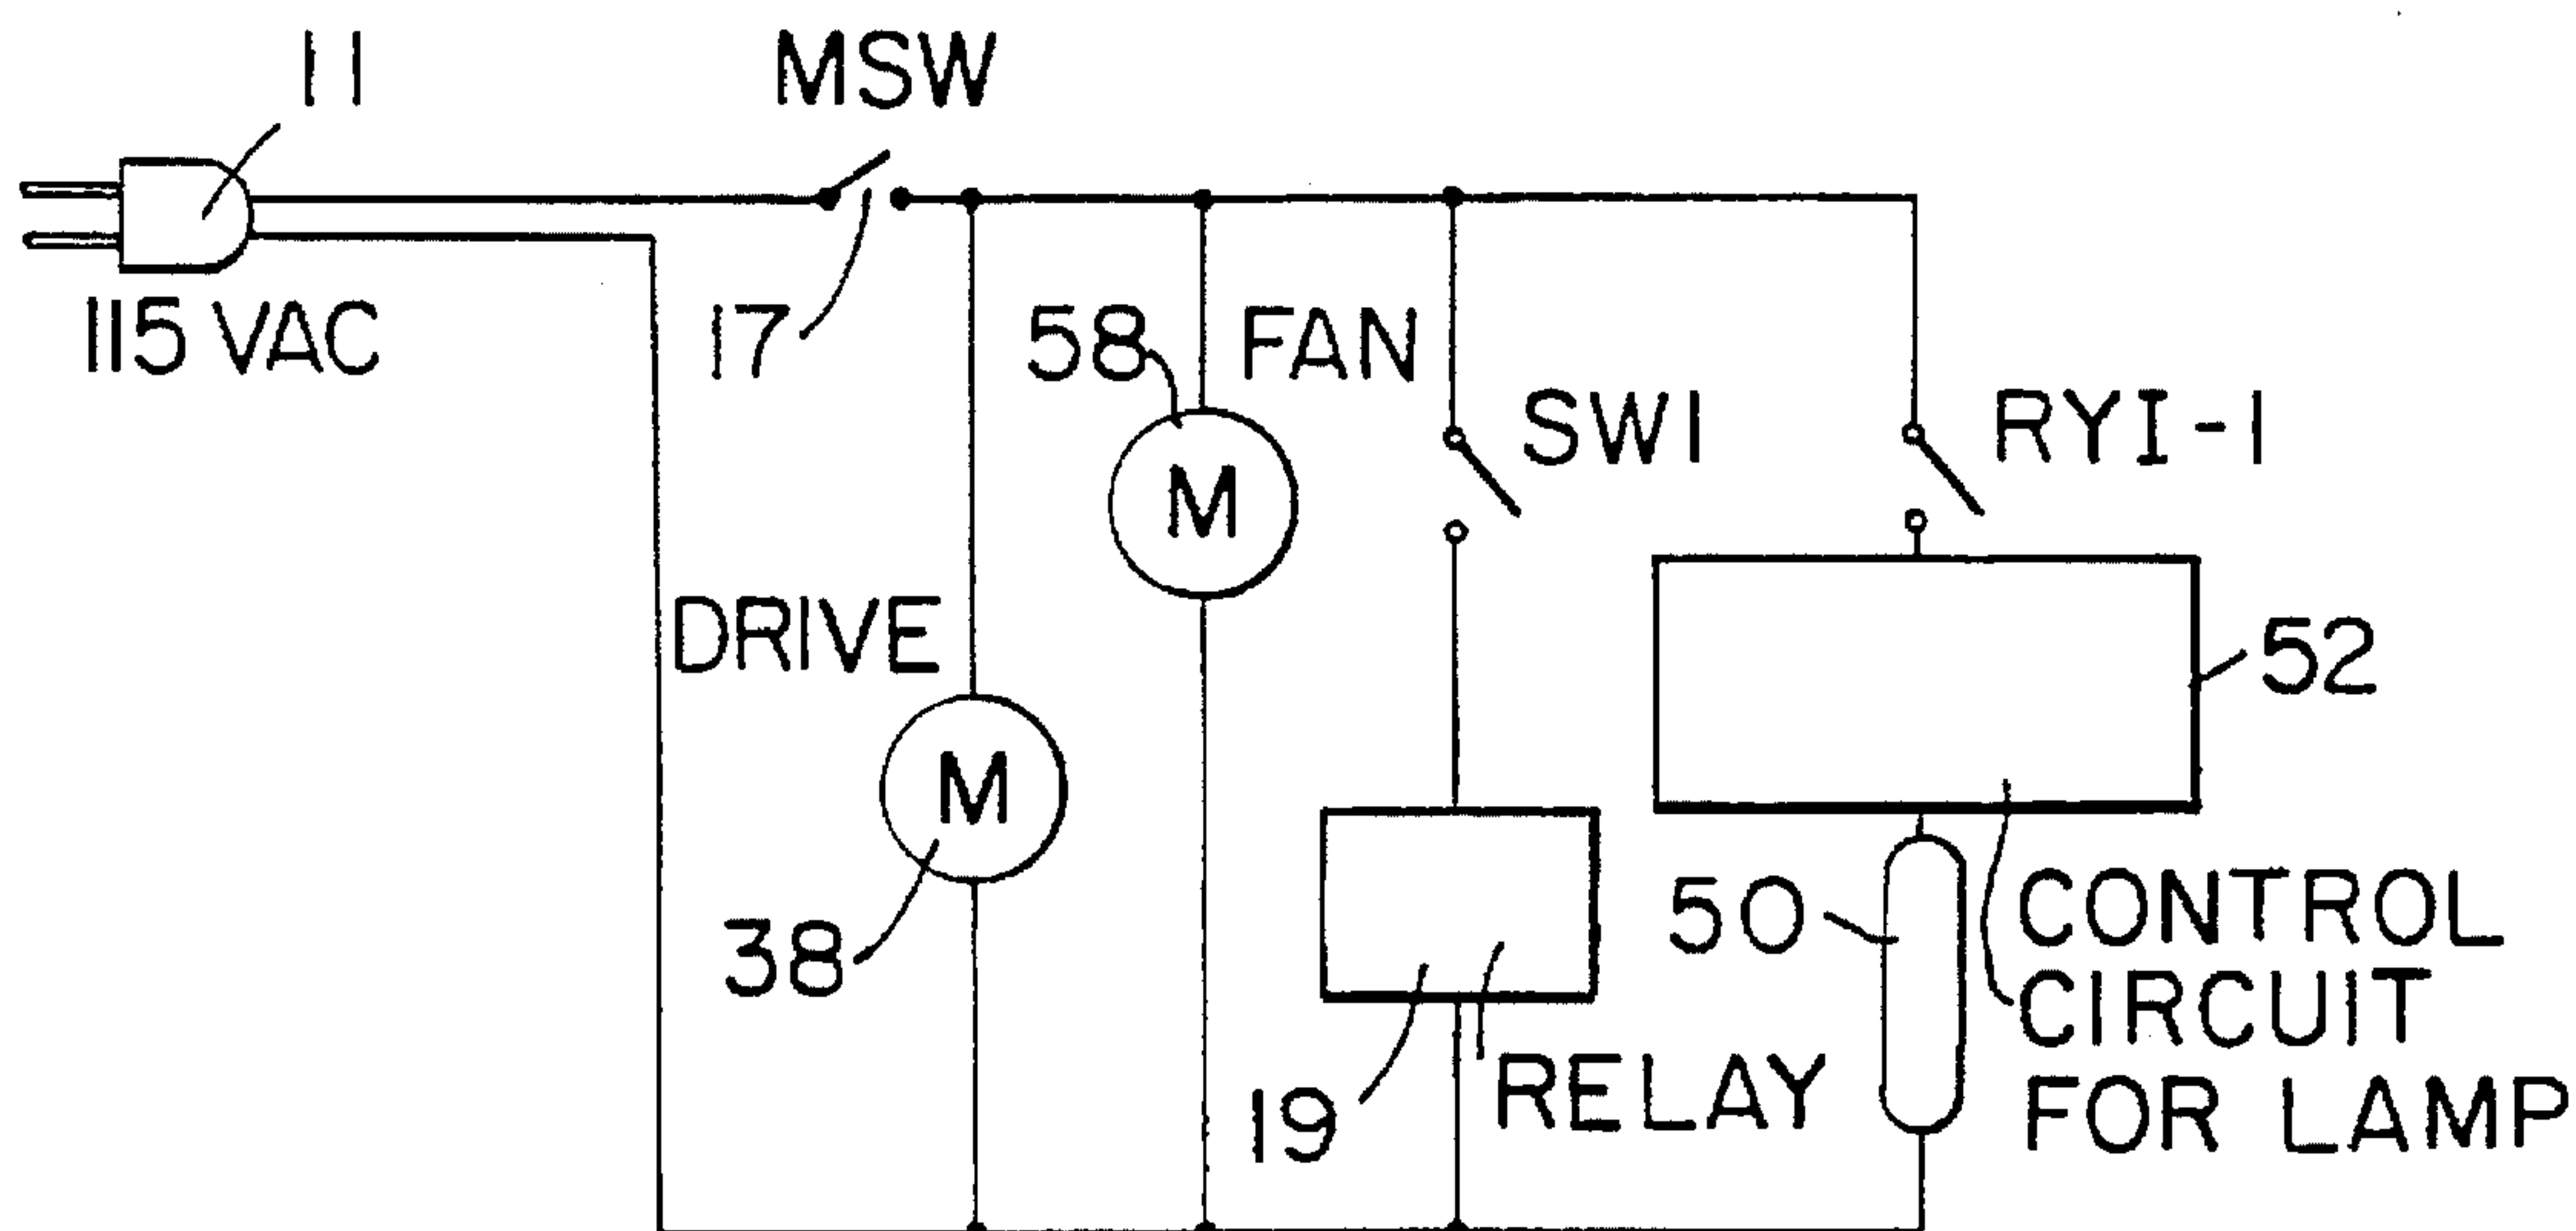 11
MSW
115 VAC
17
58
FAN
SW1
RY1-1
M
DRIVE
52
M
38
50
CONTROL
CIRCUIT
FOR LAMP
19
RELAY